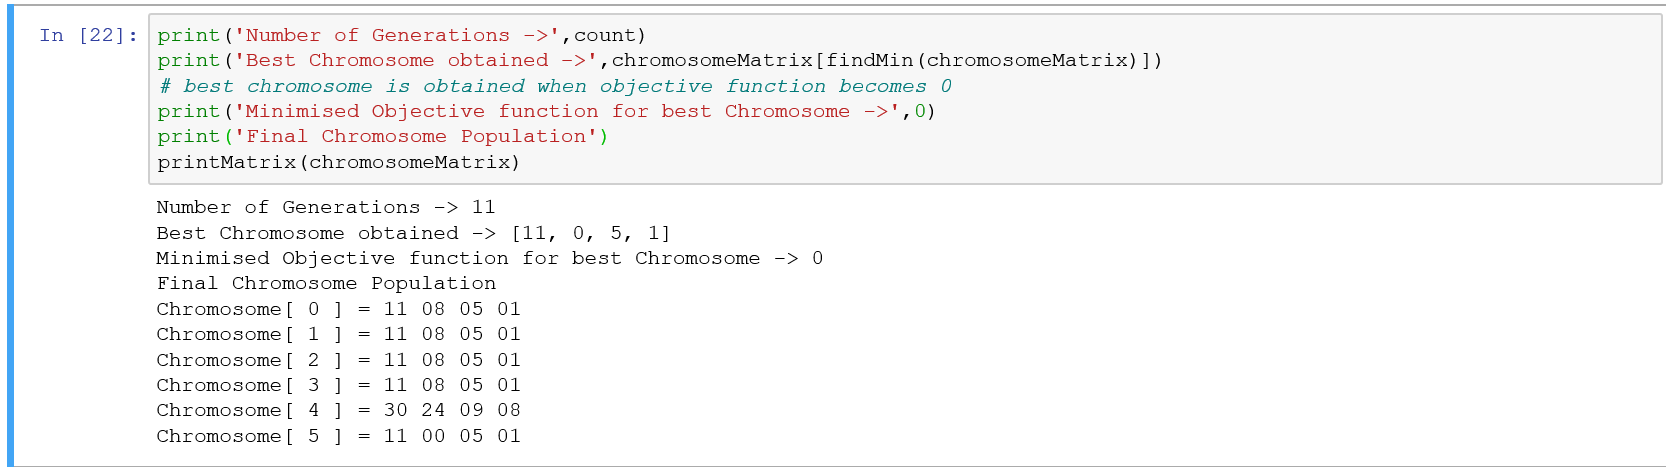 In [22]: print('Number of Generations ->',count)
print('Best Chromosome obtained ->',chromosomeMatrix[findMin(chromosomeMatrix)])
# best chromosome is obtained when objective function becomes 0
print('Minimised Objective function for best Chromosome ->',0)
print('Final Chromosome Population')
printMatrix(chromosomeMatrix)
Number of Generations -> 11
Best Chromosome obtained -> [11, 0, 5, 1]
Minimised Objective function for best Chromosome -> 0
Final Chromosome Population
Chromosome[ 0 ] = 11 08 05 01
Chromosome[ 1 ] = 11 08 05 01
Chromosome[ 2 ] = 11 08 05 01
Chromosome[ 3 ] = 11 08 05 01
Chromosome[ 4 ] = 30 24 09 08
Chromosome[ 5 ] = 11 00 05 01